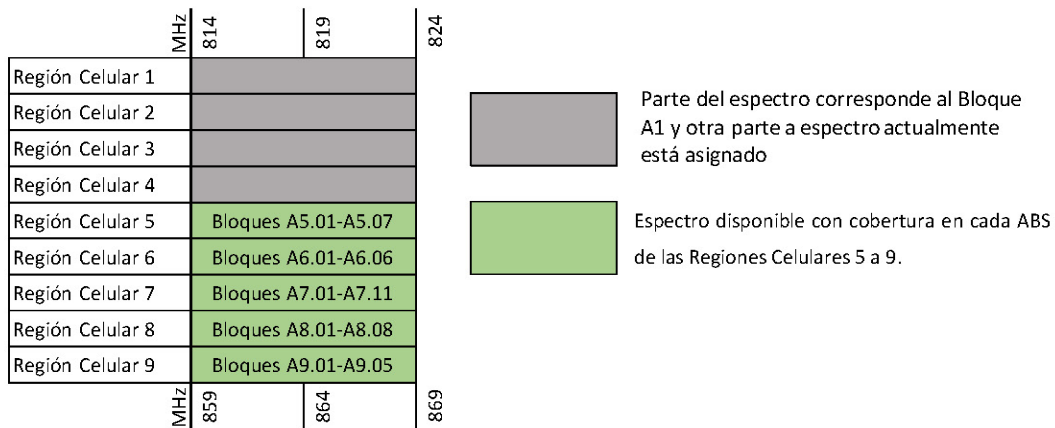 MHz 814 819 824
Región Celular 1
Región Celular 2
Región Celular 3
Región Celular 4
Región Celular 5 Bloques A5.01-A5.07
Región Celular 6 Bloques A6.01-A6.06
Región Celular 7 Bloques A7.01-A7.11
Región Celular 8 Bloques A8.01-A8.08
Región Celular 9 Bloques A9.01-A9.05
MHz 859 864 869
Parte del espectro corresponde al Bloque
A1 y otra parte a espectro actualmente
está asignado
Espectro disponible con cobertura en cada ABS
de las Regiones Celulares 5 a 9.